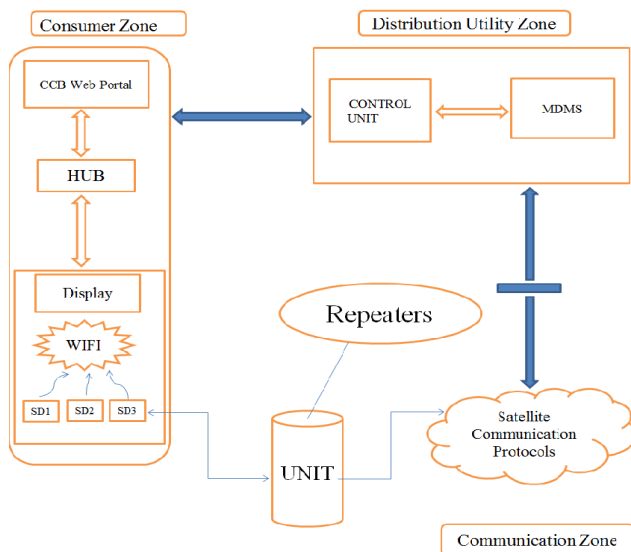 Consumer Zone
Distribution Utility Zone
CCB Web Portal
CONTROL
UNIT
MDMS
HUB
Display
WIFI
SD1
SD2
SD3
Repeaters
UNIT
Satellite
Communication
Protocols
Communication Zone